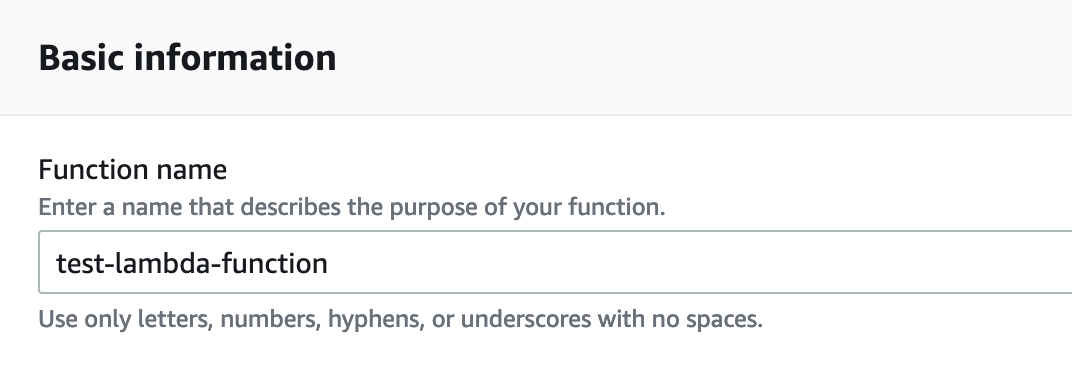 Basic information
Function name
Enter a name that describes the purpose of your function.
test-lambda-function
Use only letters, numbers, hyphens, or underscores with no spaces.